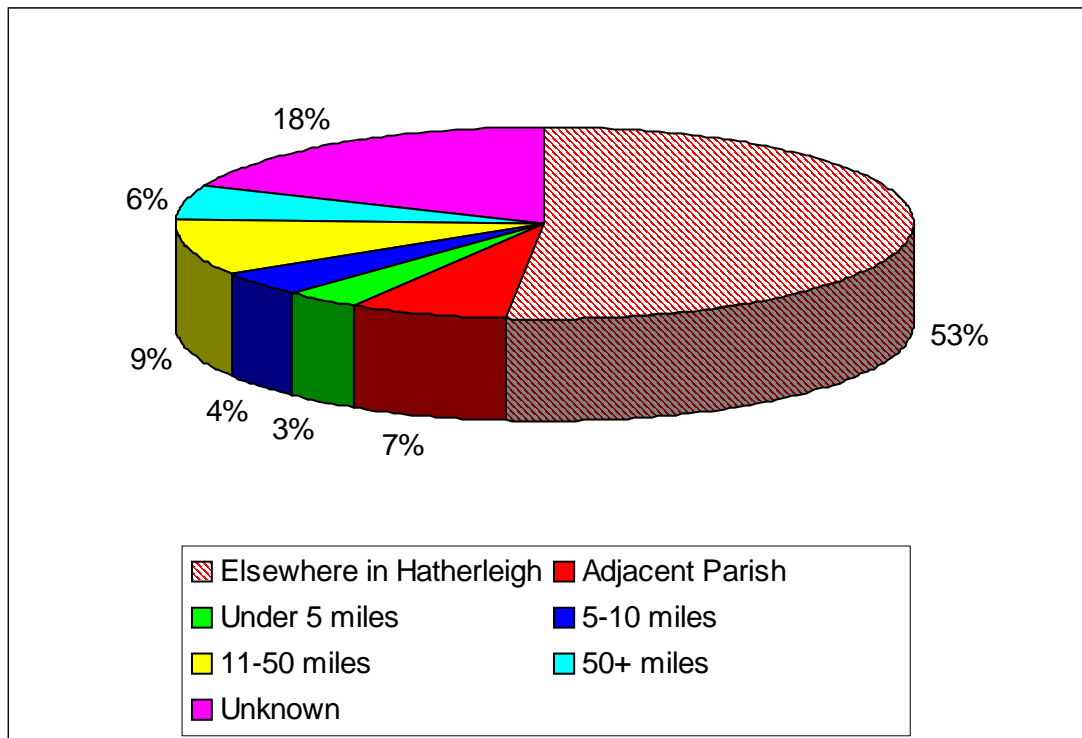 18%
6%
53%
9%
4%
3%
7%
Elsewhere in Hatherleigh Adjacent Parish
Under 5 miles 5-10 miles
11-50 miles 50+ miles
Unknown